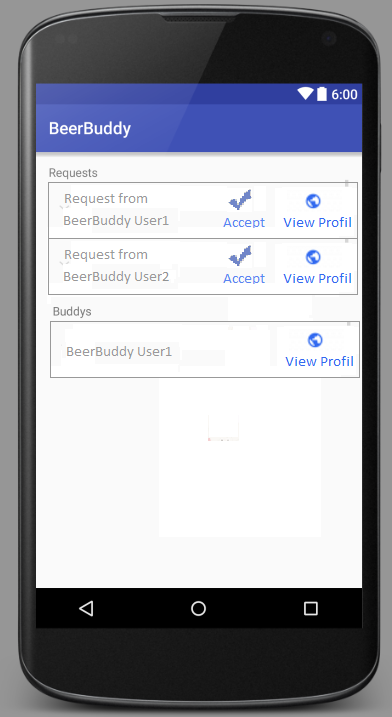 6:00
BeerBuddy
Requests
Request from
BeerBuddy User1
Accept
View Profil
Request from
BeerBuddy User2
Accept
View Profil
Buddys
BeerBuddy User1
View Profil